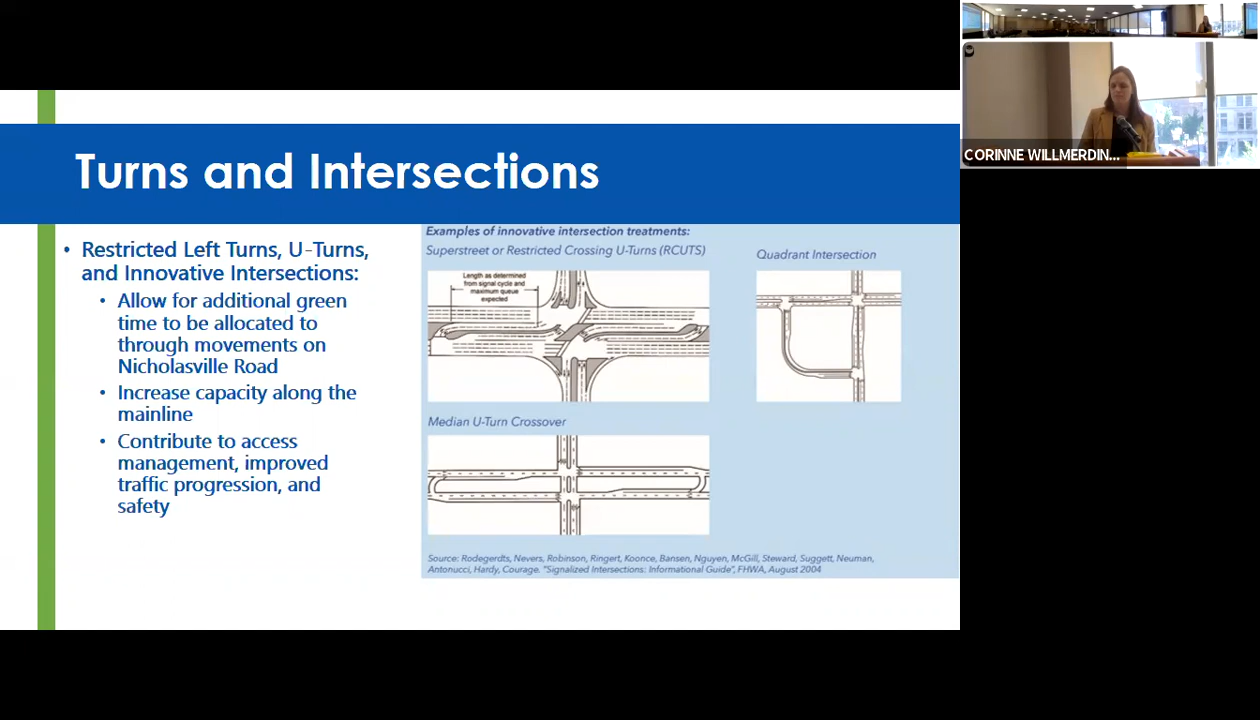 Turns and Intersections
• Restricted Left Turns, U-Turns,
and Innovative Intersections:
• Allow for additional green
time to be allocated to
through movements on
Nicholasville Road
• Increase capacity along the
mainline
• Contribute to access
management, improved
traffic progression, and
safety
Examples of innovative intersection treatments:
Superstreet or Restricted Crossing U-Turns (RCUTS)
Length as determined
from signal cycle and
maximum queue
expected
Quadrant Intersection
Median U-Turn Crossover
Source: Rodegerdts, Nevers, Robinson, Ringert, Koonce, Bansen, Nguyen, McGill, Steward, Suggett, Neuman,
Antonucci, Hardy, Courage. "Signalized Intersections: Informational Guide", FHWA, August 2004
CORINNE WILLMERDIN...